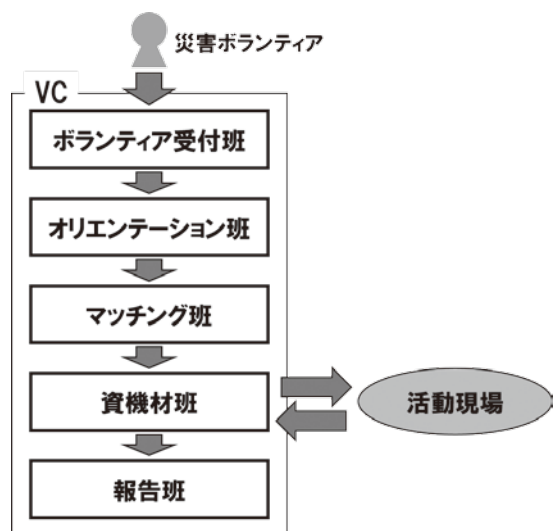 災害ボランティア
VC
ボランティア受付班
オリエンテーション班
マッチング班
資機材班
活動現場
報告班